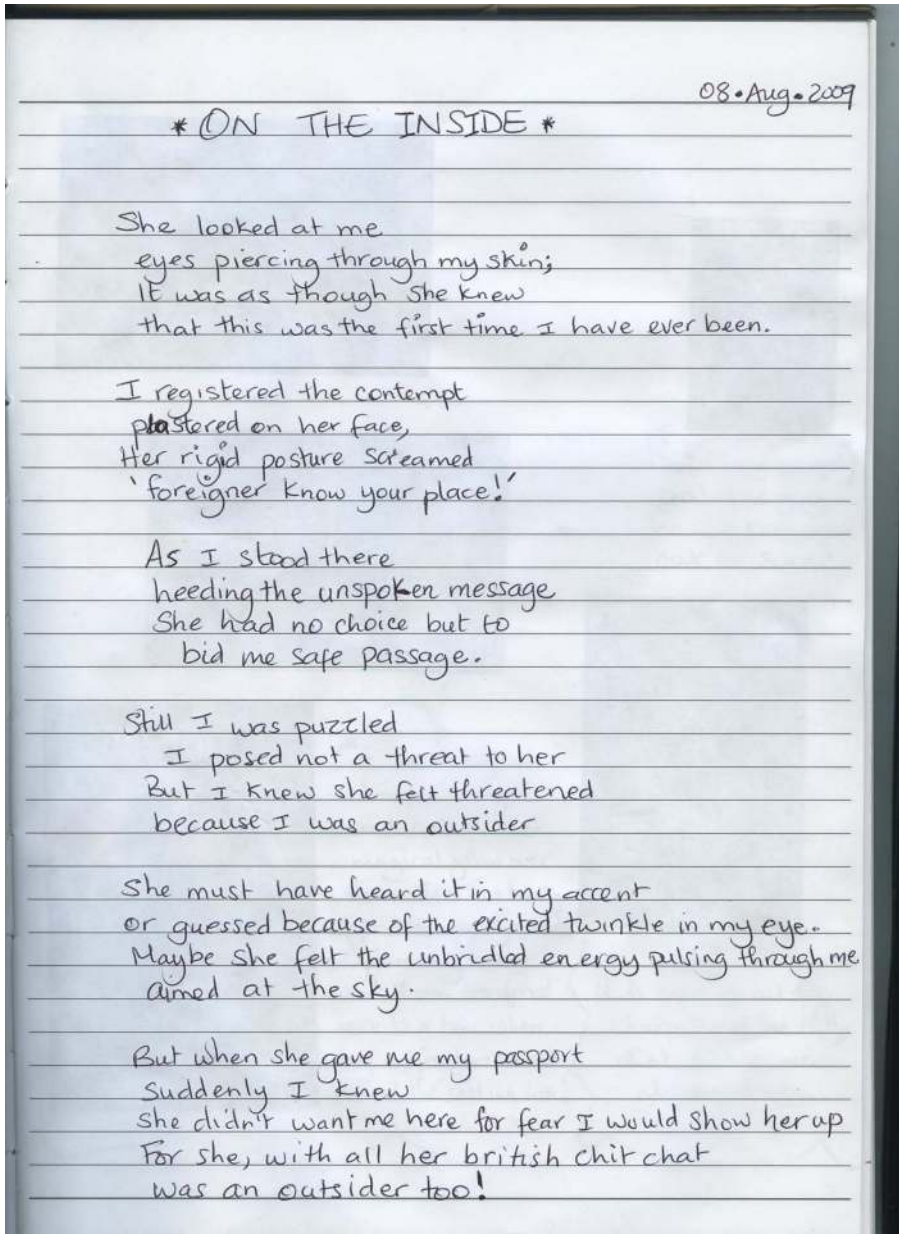 08•Aug•2009
* ON THE INSIDE *
She looked at me
eyes piercing through my skin;
It was as though she knew
that this was the first time I have ever been.
I registered the contempt
plastered on her face,
Her rigid posture screamed
'foreigner know your place!'
As I stood there
heeding the unspoken message
She had no choice but to
bid me safe passage.
Still I was puzzled
I posed not a threat to her
But I knew she felt threatened
because I was an outsider
She must have heard it in my accent
or guessed because of the excited twinkle in my eye.
Maybe she felt the unbridled energy pulsing through me
aimed at the sky.
But when she gave me my passport
suddenly I knew
she didn't want me here for fear I would show her up
For she, with all her british chit chat
was an outsider too!